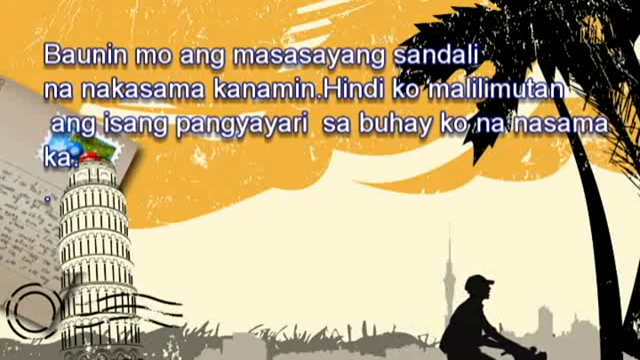 Baunin mo ang masasayang sandali
na nakasama kanamin.Hindi ko malilimutan
ang isang pangyayari sa buhay ko na nasama
ka.
.